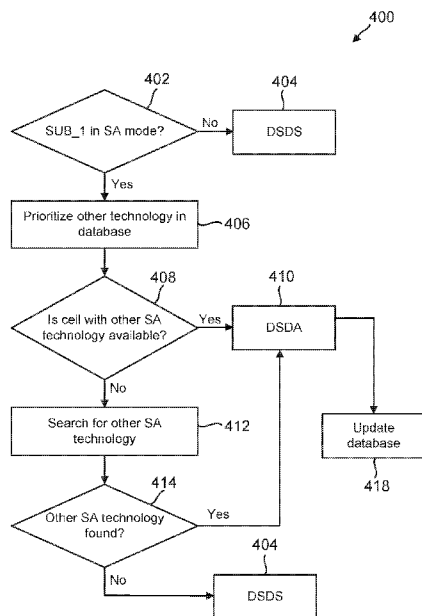 400
402
SUB_1 in SA mode?
No
404
DSDS
Yes
Prioritize other technology in
database
406
408
Is cell with other SA
technology available?
Yes
410
DSDA
No
Search for other SA
technology
412
Update
database
418
414
Other SA technology
found?
Yes
No
404
DSDS